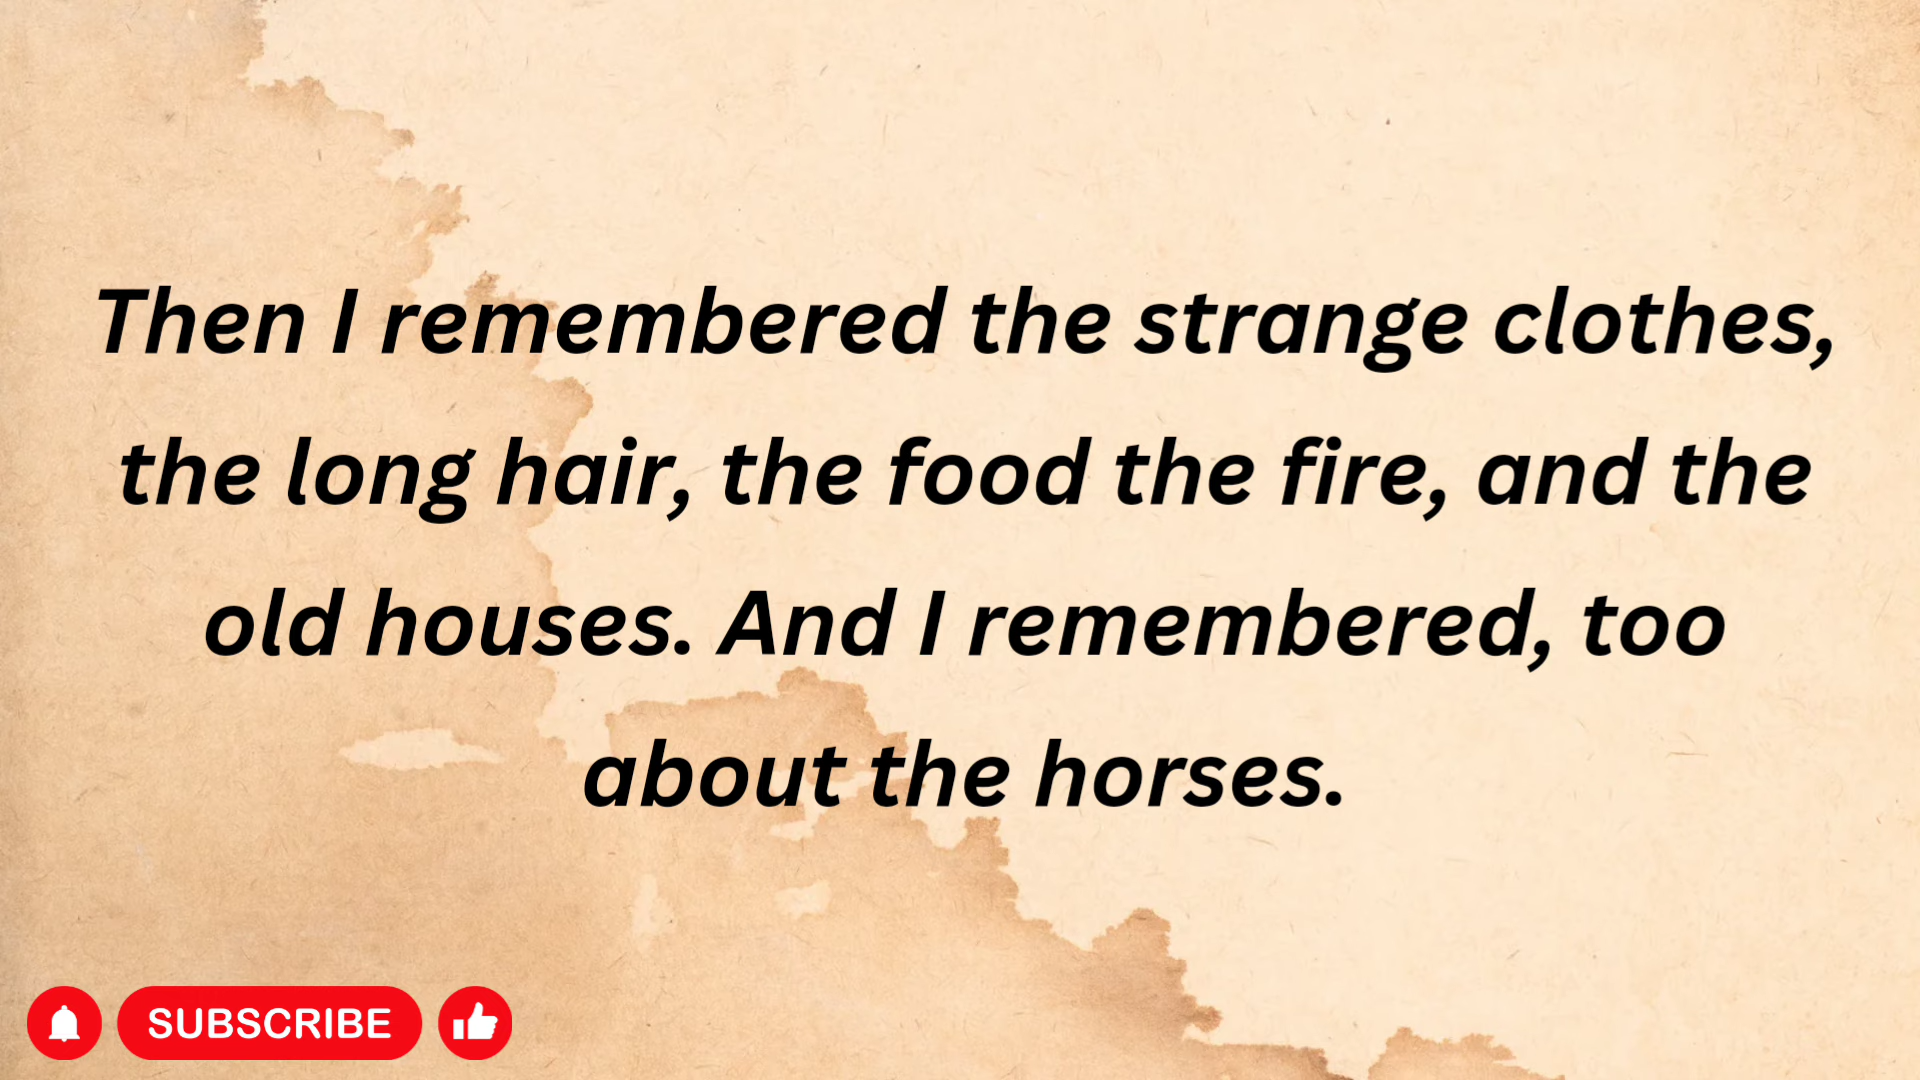 Then I remembered the strange clothes,
the long hair, the food the fire, and the
old houses. And I remembered, too
about the horses.
SUBSCRIBE